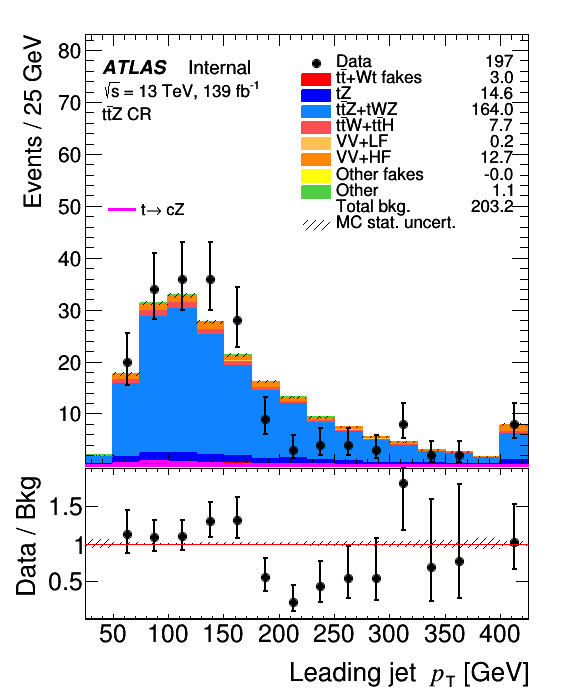 Events / 25 GeV
80
70
60
50
40
30
20
10
ATLAS Internal
√s = 13 TeV, 139 fb⁻¹
tt̄Z CR
t→ cZ
Data 197
tt̄+Wt fakes 3.0
tZ 14.6
tt̄Z+tWZ 164.0
tt̄W+tt̄H 7.7
VV+LF 0.2
VV+HF 12.7
Other fakes -0.0
Other 1.1
Total bkg. 203.2
MC stat. uncert.
Data / Bkg
1.5
1
0.5
50 100 150 200 250 300 350 400
Leading jet p_T [GeV]